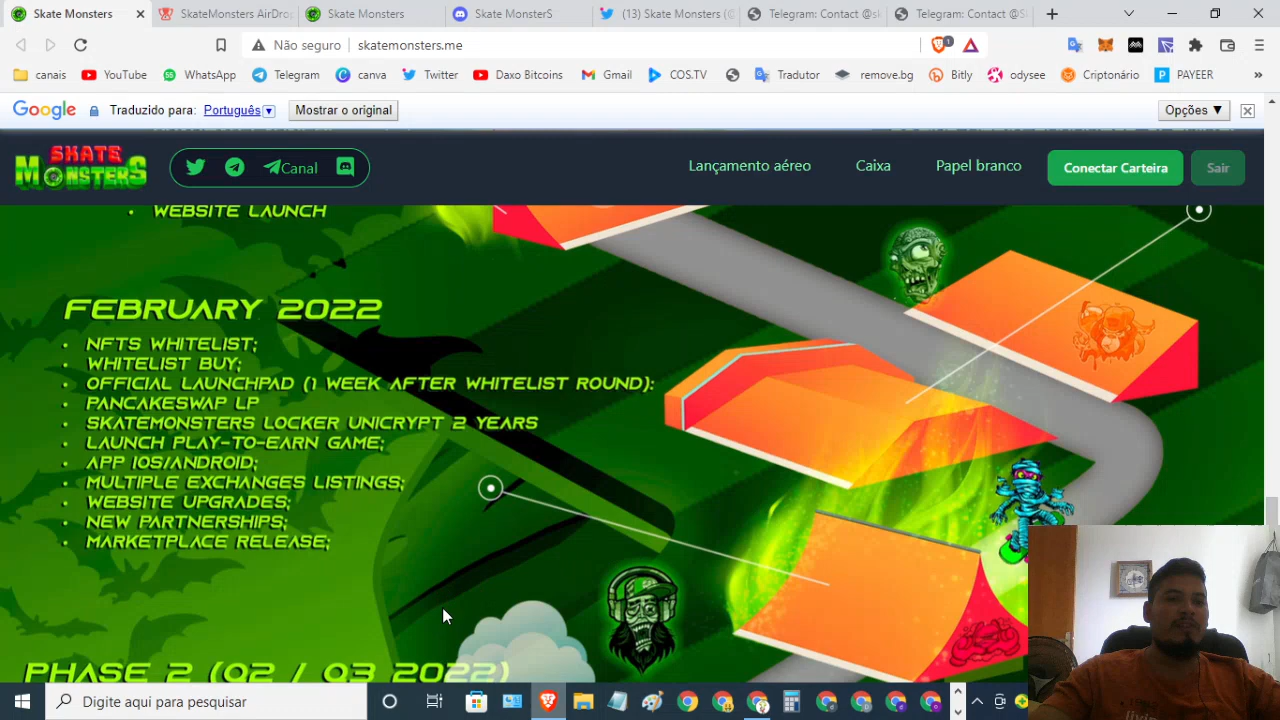 Skate Monsters
SkateMonsters AirDro
Skate Monsters
Skate MonsterS
(13) Skate Monsters (@
Telegram: Contact @sk
Telegram: Contact @S
Não seguro
skatemonsters.me
1
canais
YouTube
WhatsApp
Telegram
canva
Twitter
Daxo Bitcoins
Gmail
COS.TV
Tradutor
remove.bg
Bitly
odysee
Criptonário
PAYEER
Google
Traduzido para:
Português
Mostrar o original
Opções ▼
SKATE
MONSTERS
Canal
Lançamento aéreo
Caixa
Papel branco
Conectar Carteira
Sair
• WEBSITE LAUNCH
FEBRUARY 2022
• NFTS WHITELIST;
• WHITELIST BUY;
• OFFICIAL LAUNCHPAD (1 WEEK AFTER WHITELIST ROUND);
• PANCAKESWAP LP
• SKATEMONSTERS LOCKER UNICRYPT 2 YEARS
• LAUNCH PLAY-TO-EARN GAME;
• APP IOS/ANDROID;
• MULTIPLE EXCHANGES LISTINGS;
• WEBSITE UPGRADES;
• NEW PARTNERSHIPS;
• MARKETPLACE RELEASE;
PHASE 2 (Q2 / Q3 2022)
Digite aqui para pesquisar